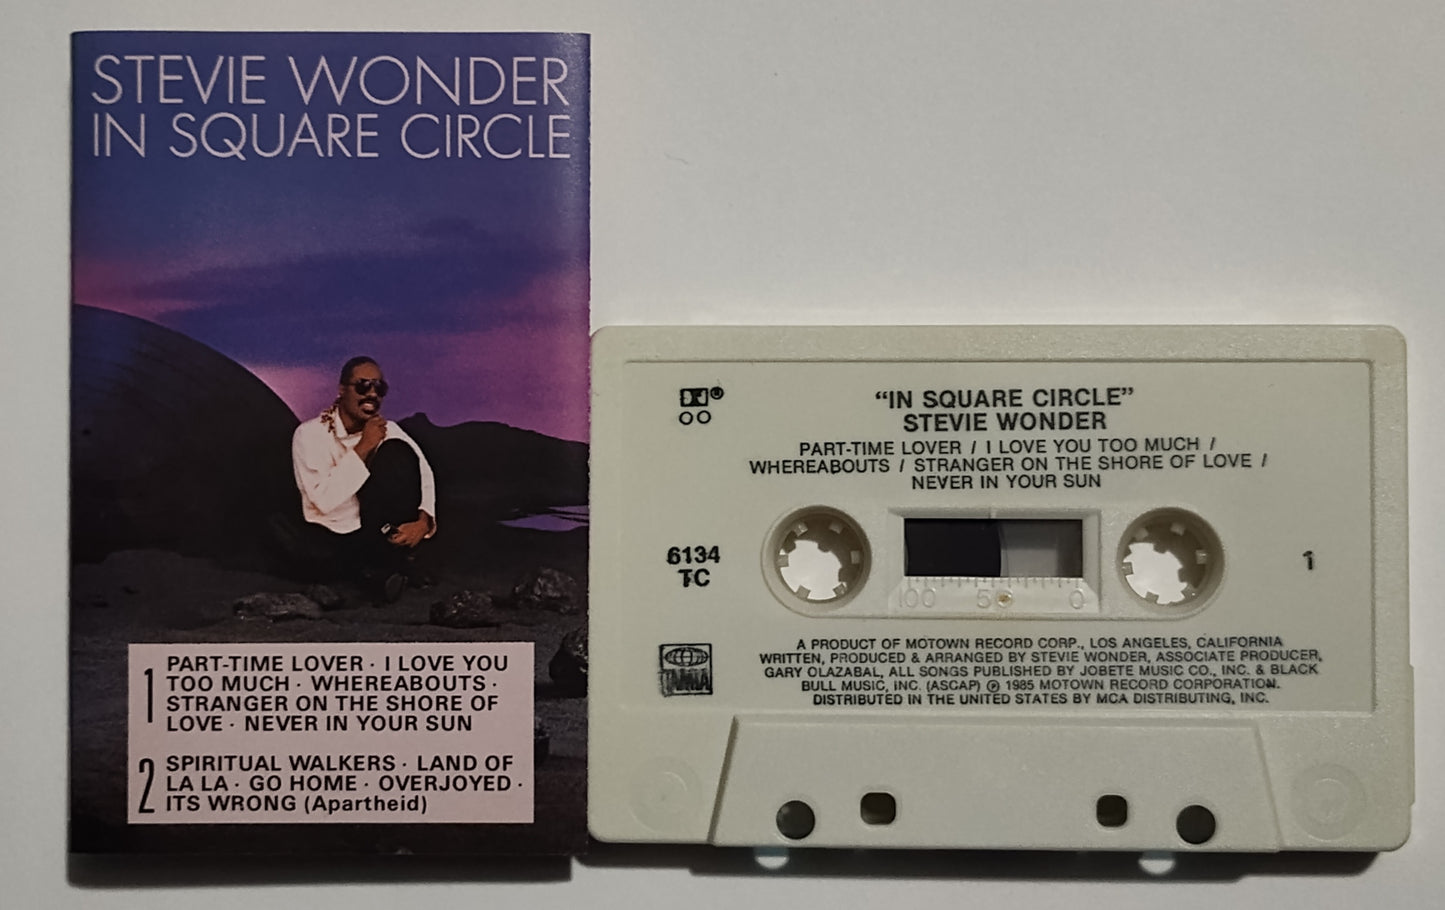 STEVIE WONDER
IN SQUARE CIRCLE
1
PART-TIME LOVER · I LOVE YOU
TOO MUCH · WHEREABOUTS ·
STRANGER ON THE SHORE OF
LOVE · NEVER IN YOUR SUN
2
SPIRITUAL WALKERS · LAND OF
LA LA · GO HOME · OVERJOYED ·
ITS WRONG (Apartheid)
®
"IN SQUARE CIRCLE"
STEVIE WONDER
PART-TIME LOVER / I LOVE YOU TOO MUCH /
WHEREABOUTS / STRANGER ON THE SHORE OF LOVE /
NEVER IN YOUR SUN
6134
TC
1
100 50 0
TAMLA
A PRODUCT OF MOTOWN RECORD CORP., LOS ANGELES, CALIFORNIA
WRITTEN, PRODUCED & ARRANGED BY STEVIE WONDER, ASSOCIATE PRODUCER,
GARY OLAZABAL, ALL SONGS PUBLISHED BY JOBETE MUSIC CO., INC. & BLACK
BULL MUSIC, INC. (ASCAP) ℗ 1985 MOTOWN RECORD CORPORATION.
DISTRIBUTED IN THE UNITED STATES BY MCA DISTRIBUTING, INC.